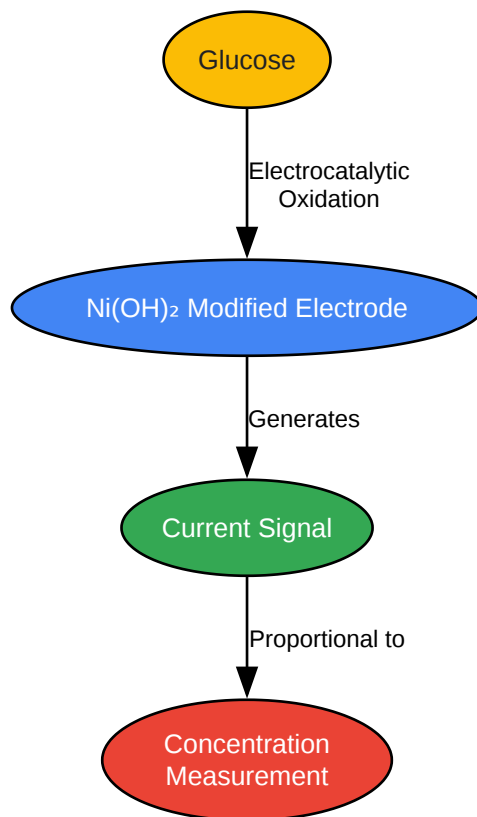 Glucose
Electrocatalytic
Oxidation
Ni(OH)₂ Modified Electrode
Generates
Current Signal
Proportional to
Concentration
Measurement